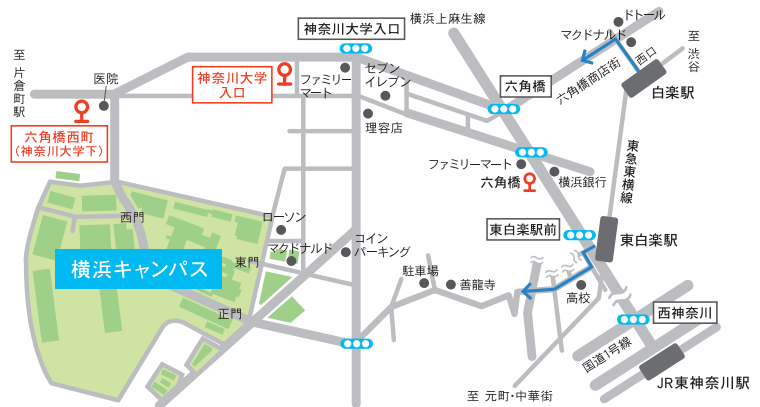 神奈川大学入口
横浜上麻生線
ドトール
マクドナルド
至
渋谷
西口
至
片倉町駅
医院
神奈川大学
入口
ファミリー
マート
セブン
イレブン
六角橋
六角橋商店街
白楽駅
理容店
六角橋西町
（神奈川大学下）
ファミリーマート
六角橋
横浜銀行
東急東横線
西門
ローソン
マクドナルド
コイン
パーキング
東白楽駅前
東白楽駅
横浜キャンパス
東門
駐車場
善龍寺
高校
正門
西神奈川
国道1号線
JR東神奈川駅
至 元町・中華街